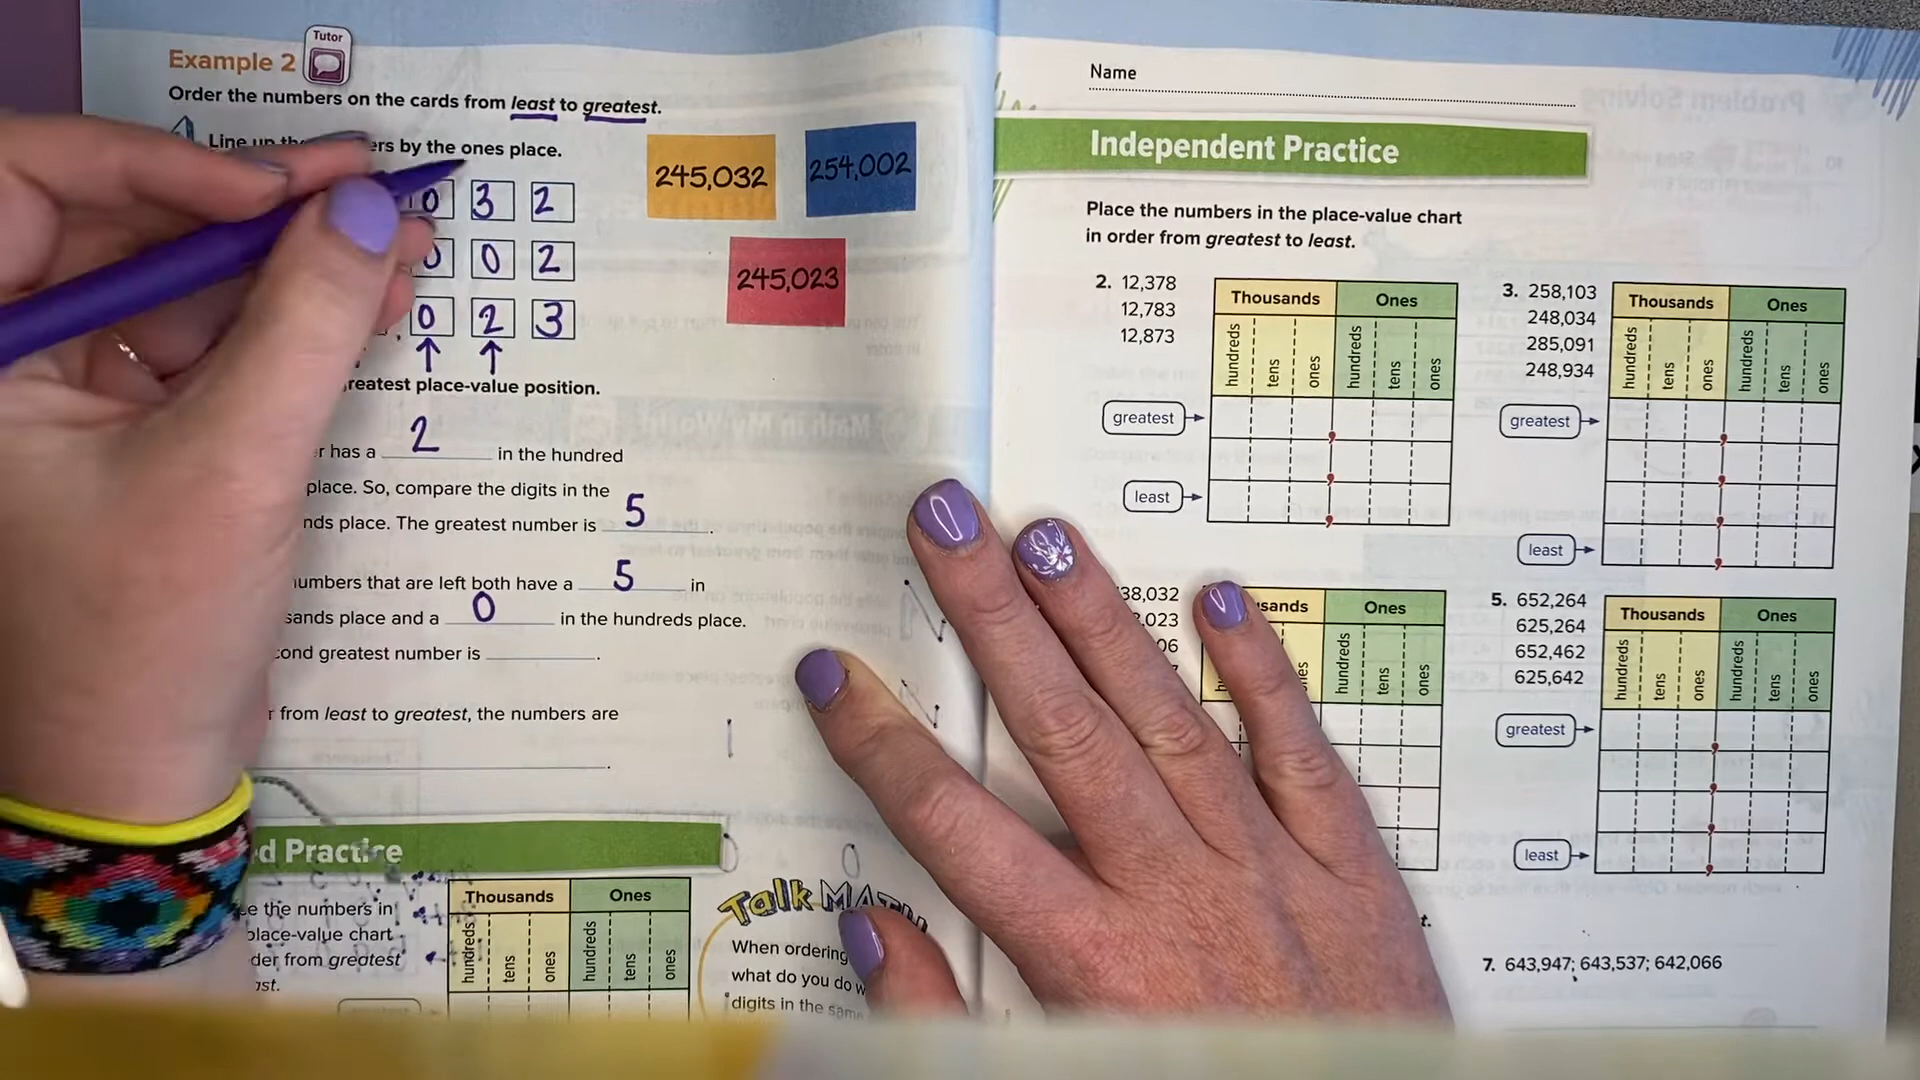 Tutor
Example 2
Order the numbers on the cards from least to greatest.
Line up by the ones place.
0 3 2
0 0 2
, 0 2 3
245,032
254,002
245,023
greatest place-value position.
has a 2 in the hundred
place. So, compare the digits in the
place. The greatest number is 5.
numbers that are left both have a 5 in
place and a 0 in the hundreds place.
greatest number is .
from least to greatest, the numbers are
.
Practice
the numbers in
place-value chart
from greatest
Thousands Ones
hundreds tens ones hundreds tens ones
Talk MATH
When ordering
what do you do
digits in the same
Name
Independent Practice
Place the numbers in the place-value chart
in order from greatest to least.
2. 12,378
12,783
12,873
Thousands Ones
hundreds tens ones hundreds tens ones
greatest
least
3. 258,103
248,034
285,091
248,934
Thousands Ones
hundreds tens ones hundreds tens ones
greatest
least
38,032
023
06
Ones
ones hundreds tens ones
5. 652,264
625,264
652,462
625,642
Thousands Ones
hundreds tens ones hundreds tens ones
greatest
least
7. 643,947; 643,537; 642,066